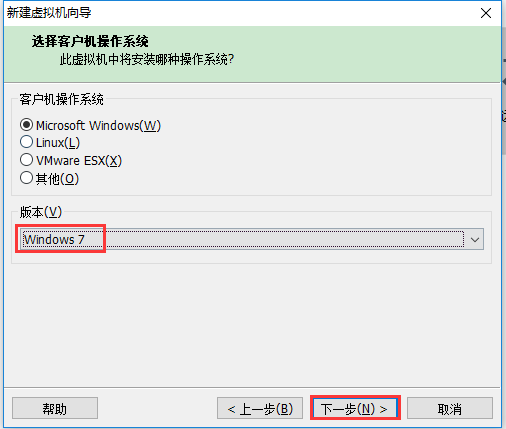 新建虚拟机向导
选择客户机操作系统
此虚拟机中将安装哪种操作系统?
客户机操作系统
Microsoft Windows(W)
Linux(L)
VMware ESX(X)
其他(O)
版本(V)
Windows 7
帮助
< 上一步(B)
下一步(N) >
取消